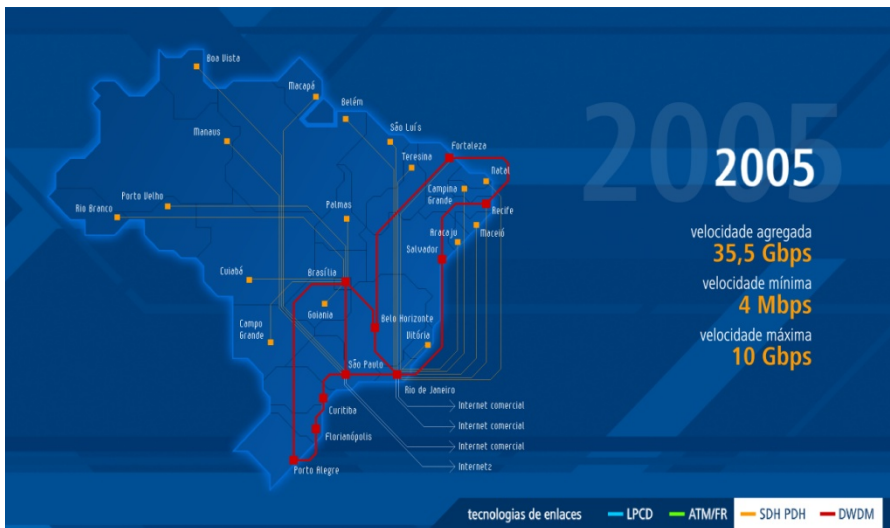 Boa Vista
Macapá
Belém
São Luís
Fortaleza
Manaus
Teresina
Natal
Campina
Grande
Porto Velho
Rio Branco
Palmas
Recife
Aracaju
Maceió
Salvador
Cuiabá
Brasília
Goiania
Belo Horizonte
Campo
Grande
Vitória
São Paulo
Rio de Janeiro
Curitiba
Florianópolis
Porto Alegre
Internet comercial
Internet comercial
Internet comercial
Internet2
2005
2005
velocidade agregada
35,5 Gbps
velocidade mínima
4 Mbps
velocidade máxima
10 Gbps
tecnologias de enlaces LPCD ATM/FR SDH PDH DWDM